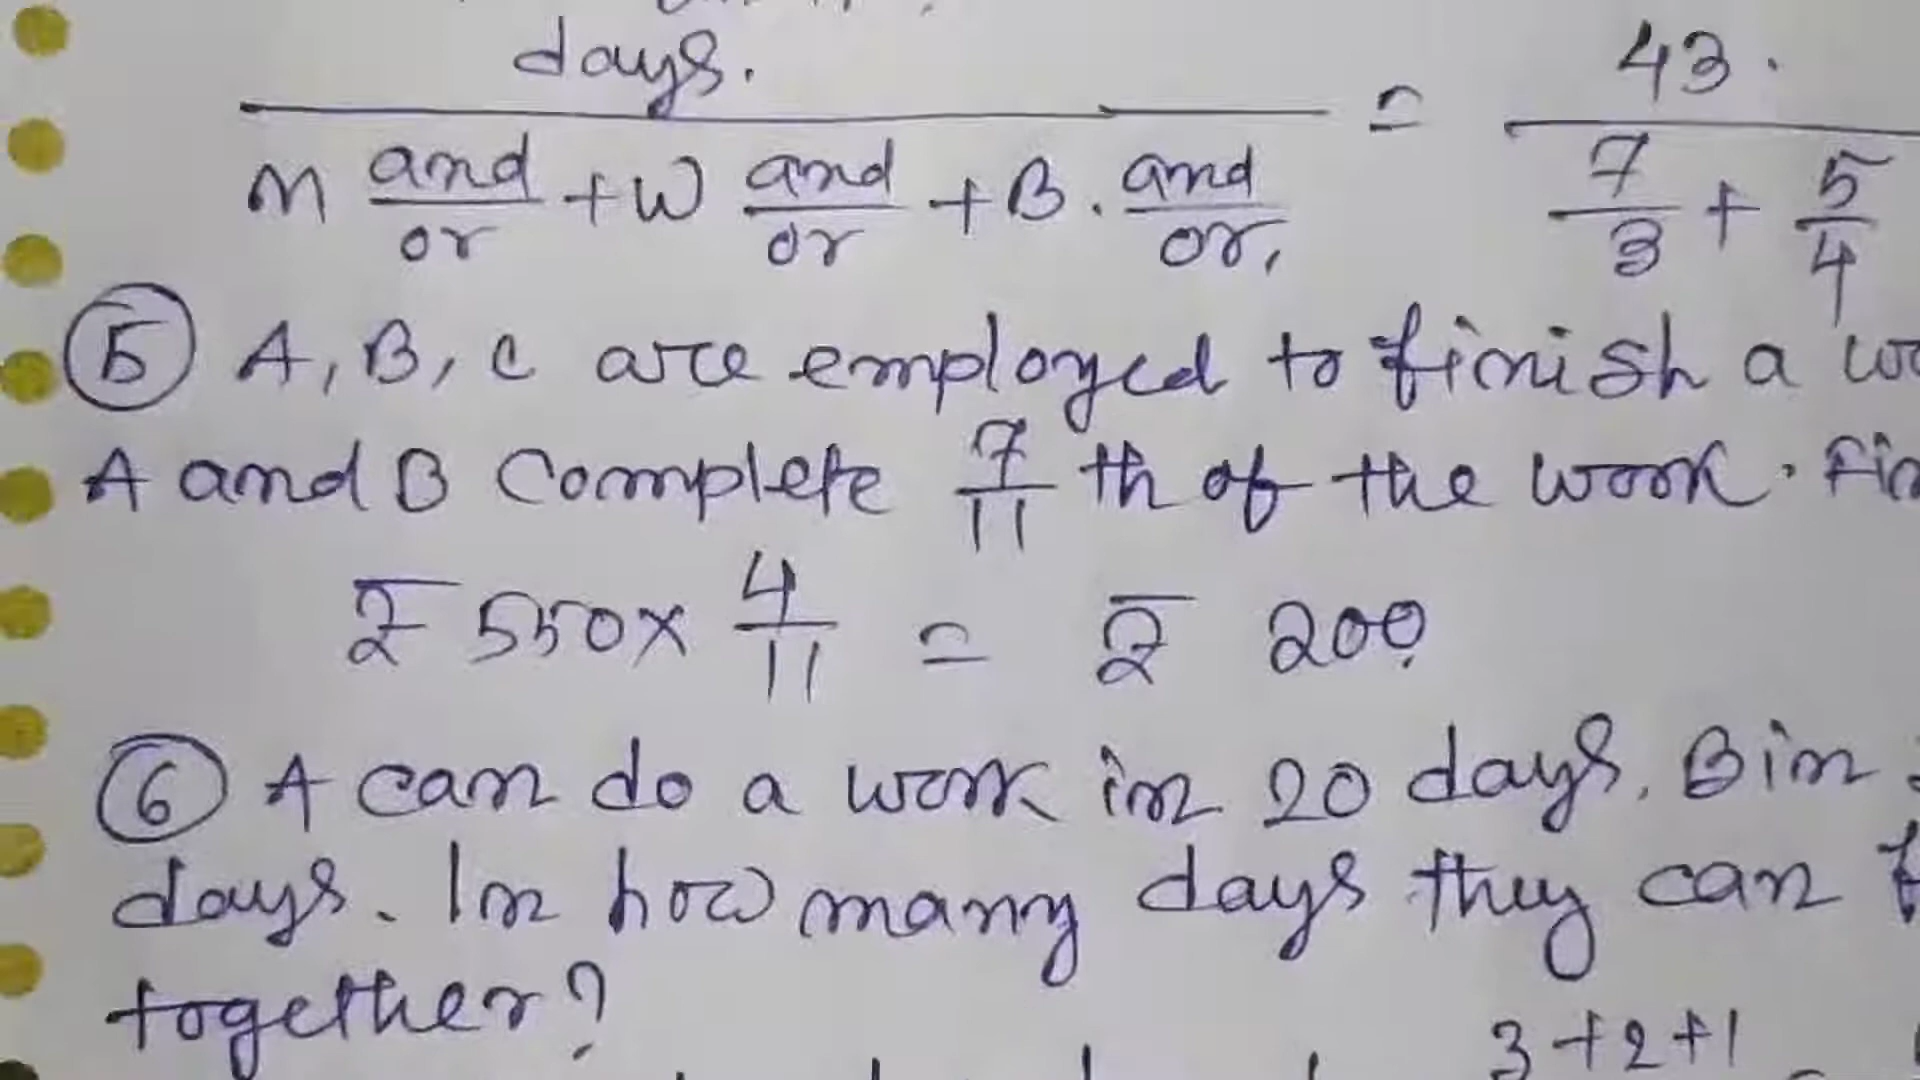 days.
43.
M and/or + W and/or + B. and/or, = 7/3 + 5/4
⑤ A, B, C are employed to finish a
A and B complete 7/11 th of the work.
₹ 550 × 4/11 = ₹ 200
⑥ A can do a work in 20 days. B in
days. In how many days they can
together?
3+2+1